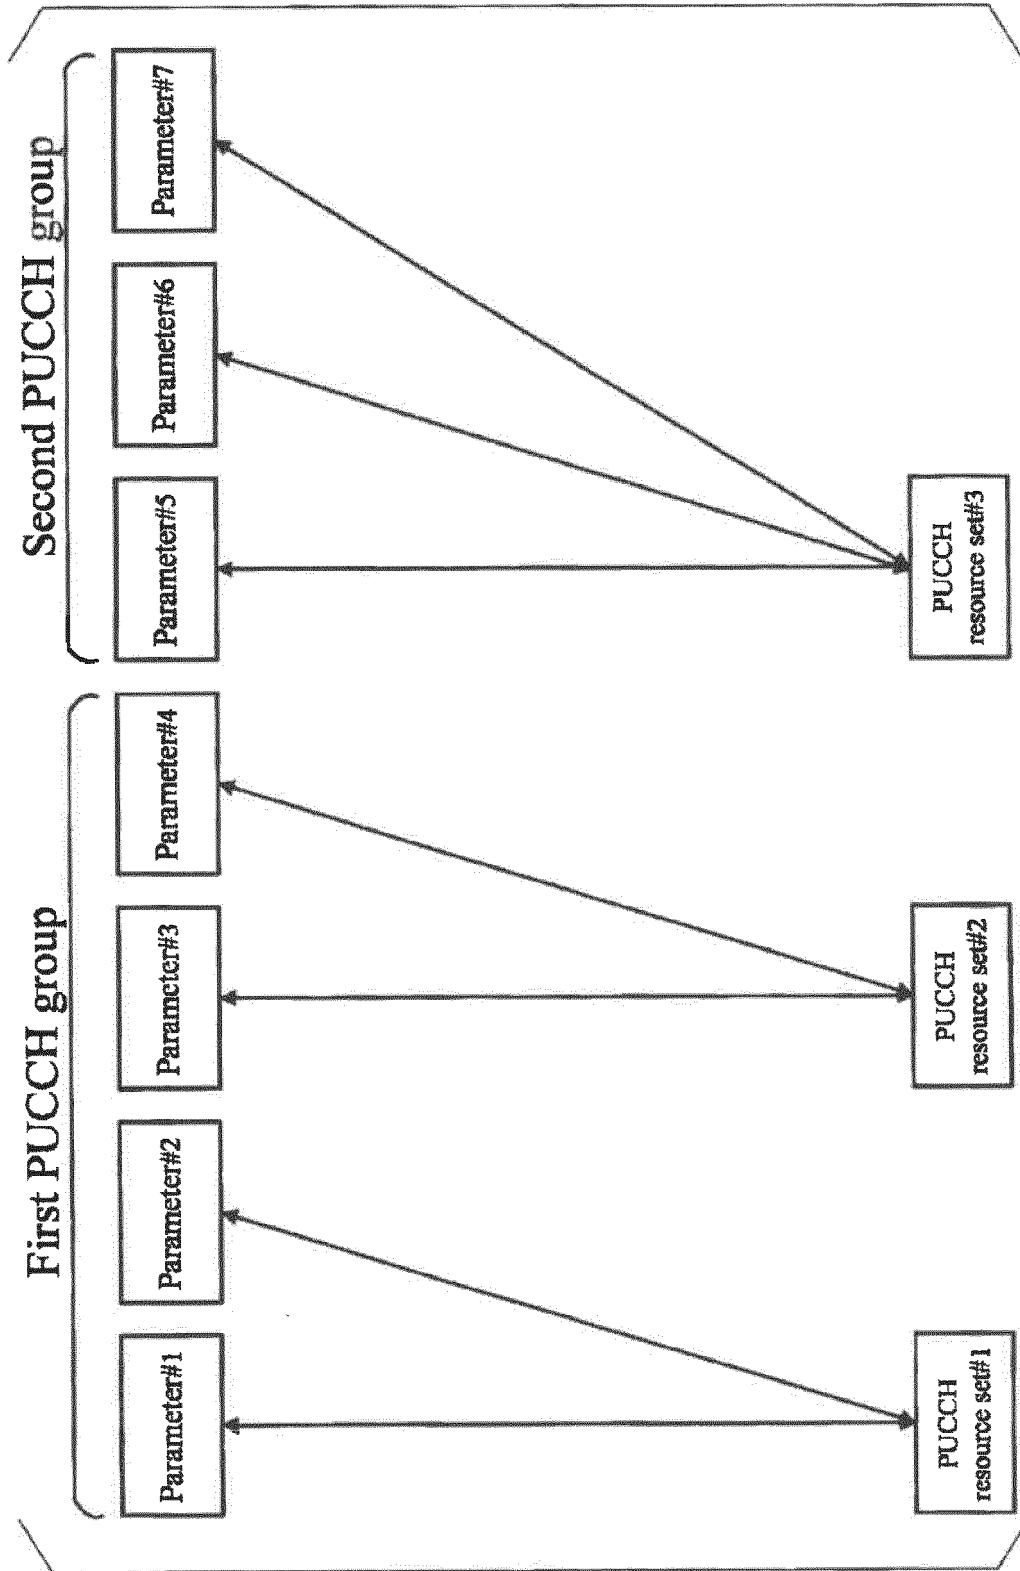 First PUCCH group
Second PUCCH group
Parameter#1
Parameter#2
Parameter#3
Parameter#4
Parameter#5
Parameter#6
Parameter#7
PUCCH
resource set#1
PUCCH
resource set#2
PUCCH
resource set#3